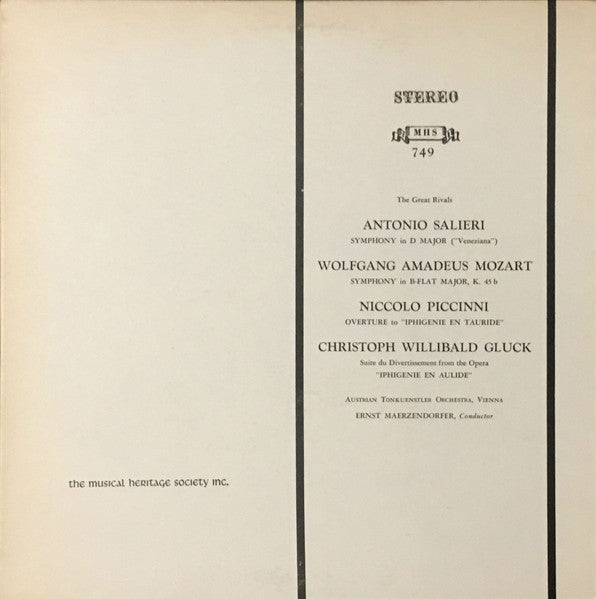 STEREO
MHS
749
The Great Rivals
ANTONIO SALIERI
SYMPHONY in D MAJOR ("Veneziana")
WOLFGANG AMADEUS MOZART
SYMPHONY in B-FLAT MAJOR, K. 45 b
NICCOLO PICCINNI
OVERTURE to "IPHIGENIE EN TAURIDE"
CHRISTOPH WILLIBALD GLUCK
Suite du Divertissement from the Opera
"IPHIGENIE EN AULIDE"
AUSTRIAN TONKUENSTLER ORCHESTRA, VIENNA
ERNST MAERZENDORFER, Conductor
the musical heritage society inc.